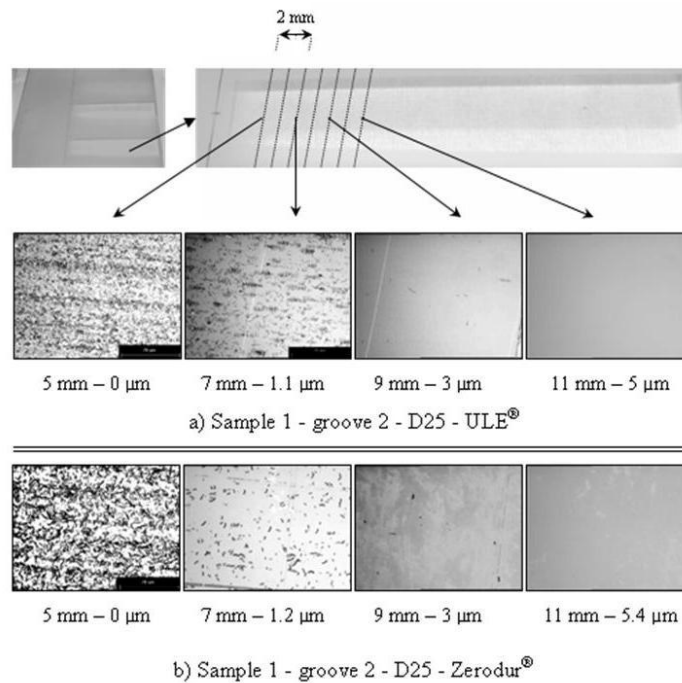 2 mm
5 mm – 0 µm 7 mm – 1.1 µm 9 mm – 3 µm 11 mm – 5 µm
a) Sample 1 - groove 2 - D25 - ULE®
5 mm – 0 µm 7 mm – 1.2 µm 9 mm – 3 µm 11 mm – 5.4 µm
b) Sample 1 - groove 2 - D25 - Zerodur®